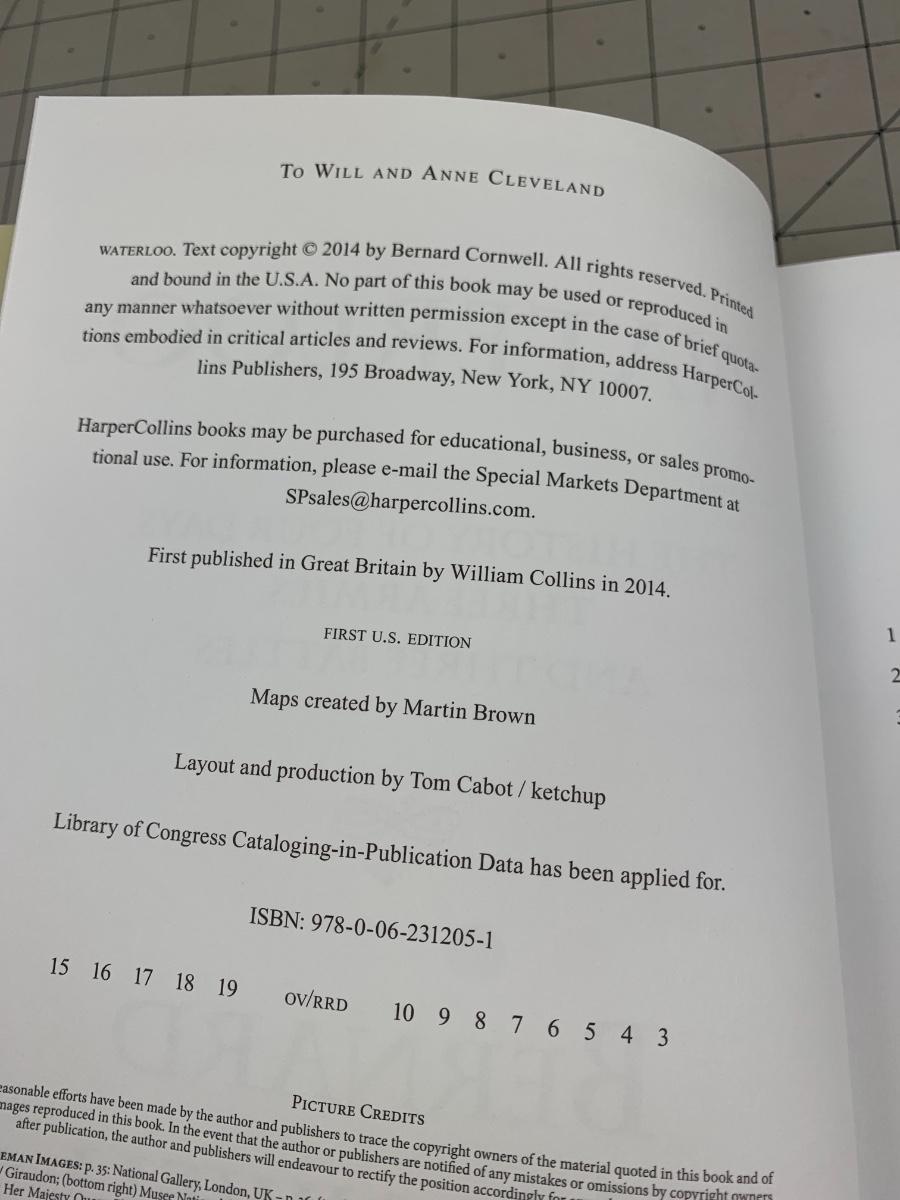 To Will and Anne Cleveland
WATERLOO. Text copyright © 2014 by Bernard Cornwell. All rights reserved. Printed
and bound in the U.S.A. No part of this book may be used or reproduced in
any manner whatsoever without written permission except in the case of brief quota-
tions embodied in critical articles and reviews. For information, address HarperCol-
lins Publishers, 195 Broadway, New York, NY 10007.
HarperCollins books may be purchased for educational, business, or sales promo-
tional use. For information, please e-mail the Special Markets Department at
SPsales@harpercollins.com.
First published in Great Britain by William Collins in 2014.
FIRST U.S. EDITION
Maps created by Martin Brown
Layout and production by Tom Cabot / ketchup
Library of Congress Cataloging-in-Publication Data has been applied for.
ISBN: 978-0-06-231205-1
15 16 17 18 19 OV/RRD 10 9 8 7 6 5 4 3
Picture Credits
easonable efforts have been made by the author and publishers to trace the copyright owners of the material quoted in this book and of
mages reproduced in this book. In the event that the author or publishers are notified of any mistakes or omissions by copyright owners
after publication, the author and publishers will endeavour to rectify the position accordingly for
EMAN IMAGES: p. 35: National Gallery, London, UK –
/ Giraudon; (bottom right) Musee
Her Majesty
1
2